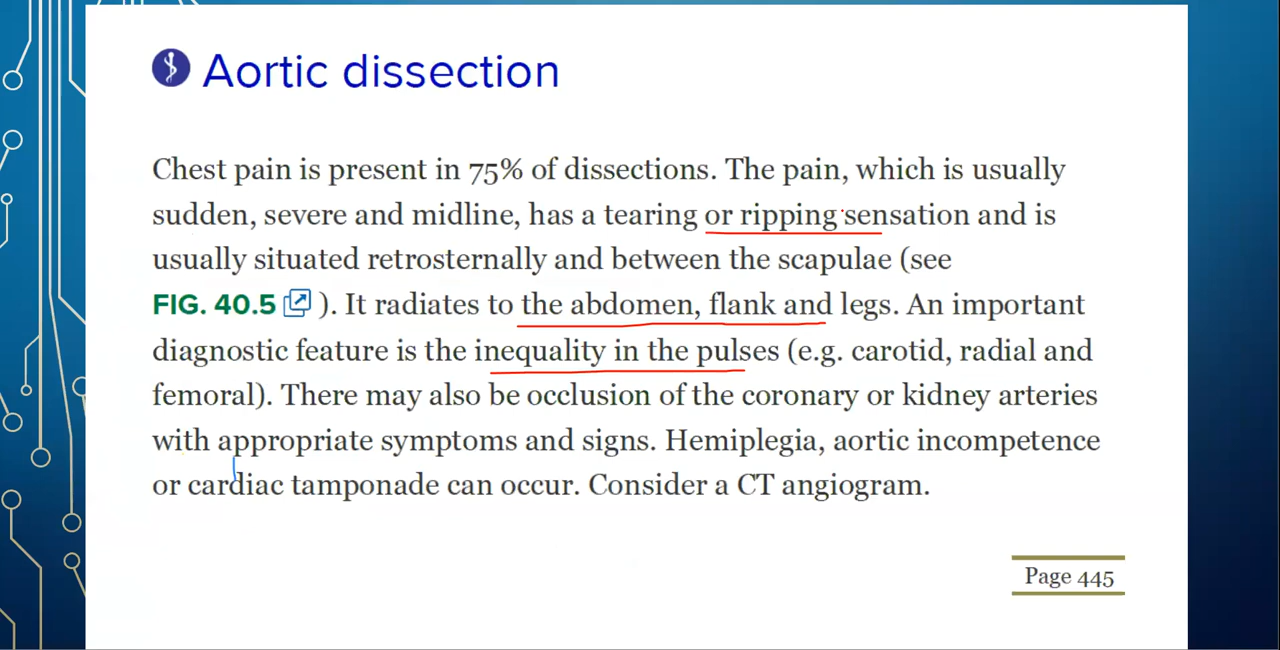 Aortic dissection
Chest pain is present in 75% of dissections. The pain, which is usually
sudden, severe and midline, has a tearing or ripping sensation and is
usually situated retrosternally and between the scapulae (see
FIG. 40.5 ). It radiates to the abdomen, flank and legs. An important
diagnostic feature is the inequality in the pulses (e.g. carotid, radial and
femoral). There may also be occlusion of the coronary or kidney arteries
with appropriate symptoms and signs. Hemiplegia, aortic incompetence
or cardiac tamponade can occur. Consider a CT angiogram.
Page 445